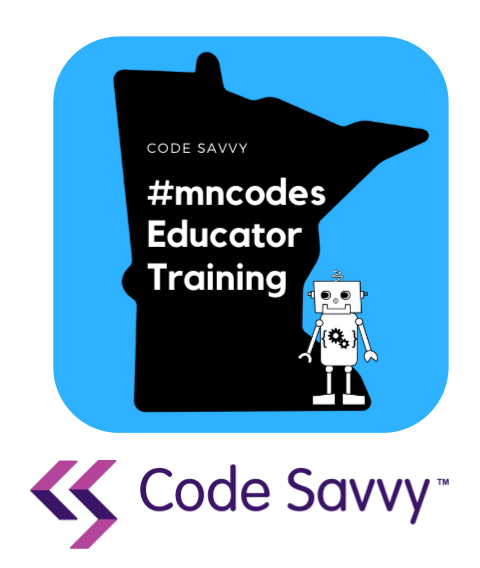 CODE SAVVY
#mncodes
Educator
Training
{ }
Code Savvy™